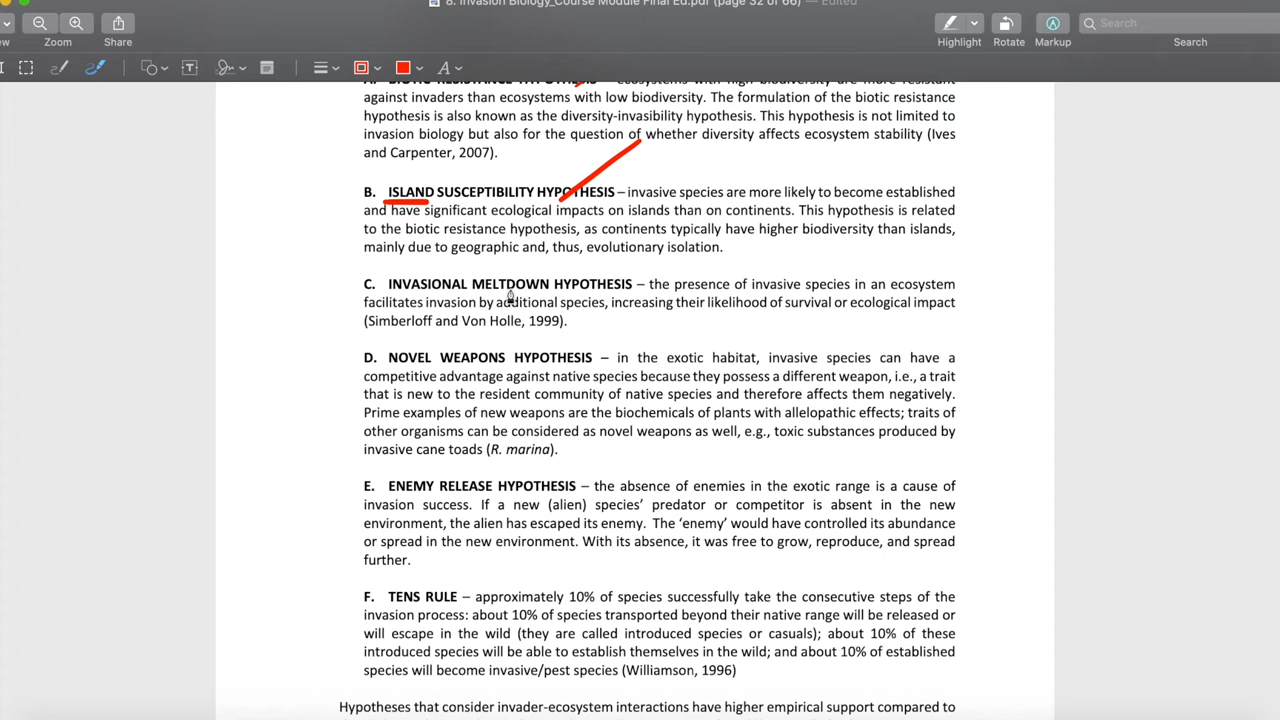 8. Invasion Biology_Course Module Final Ed.pdf (page 32 of 66) — Edited
Zoom
Share
Highlight
Rotate
Markup
Search
Search
A. BIOTIC RESISTANCE HYPOTHESIS – ecosystems with high biodiversity are more resistant
against invaders than ecosystems with low biodiversity. The formulation of the biotic resistance
hypothesis is also known as the diversity-invasibility hypothesis. This hypothesis is not limited to
invasion biology but also for the question of whether diversity affects ecosystem stability (Ives
and Carpenter, 2007).
B. ISLAND SUSCEPTIBILITY HYPOTHESIS – invasive species are more likely to become established
and have significant ecological impacts on islands than on continents. This hypothesis is related
to the biotic resistance hypothesis, as continents typically have higher biodiversity than islands,
mainly due to geographic and, thus, evolutionary isolation.
C. INVASIONAL MELTDOWN HYPOTHESIS – the presence of invasive species in an ecosystem
facilitates invasion by additional species, increasing their likelihood of survival or ecological impact
(Simberloff and Von Holle, 1999).
D. NOVEL WEAPONS HYPOTHESIS – in the exotic habitat, invasive species can have a
competitive advantage against native species because they possess a different weapon, i.e., a trait
that is new to the resident community of native species and therefore affects them negatively.
Prime examples of new weapons are the biochemicals of plants with allelopathic effects; traits of
other organisms can be considered as novel weapons as well, e.g., toxic substances produced by
invasive cane toads (R. marina).
E. ENEMY RELEASE HYPOTHESIS – the absence of enemies in the exotic range is a cause of
invasion success. If a new (alien) species’ predator or competitor is absent in the new
environment, the alien has escaped its enemy. The ‘enemy’ would have controlled its abundance
or spread in the new environment. With its absence, it was free to grow, reproduce, and spread
further.
F. TENS RULE – approximately 10% of species successfully take the consecutive steps of the
invasion process: about 10% of species transported beyond their native range will be released or
will escape in the wild (they are called introduced species or casuals); about 10% of these
introduced species will be able to establish themselves in the wild; and about 10% of established
species will become invasive/pest species (Williamson, 1996)
Hypotheses that consider invader-ecosystem interactions have higher empirical support compared to